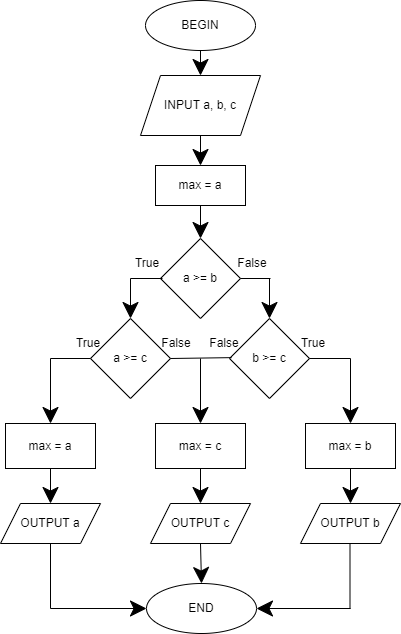 BEGIN
INPUT a, b, c
max = a
True
False
a >= b
True
False
False
True
a >= c
b >= c
max = a
max = c
max = b
OUTPUT a
OUTPUT c
OUTPUT b
END